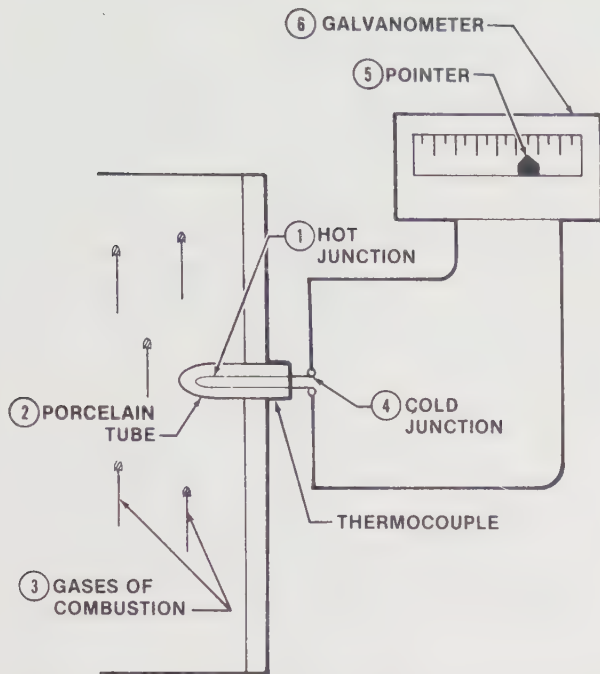 ⑥ GALVANOMETER
⑤ POINTER
① HOT
JUNCTION
② PORCELAIN
TUBE
④ COLD
JUNCTION
THERMOCOUPLE
③ GASES OF
COMBUSTION